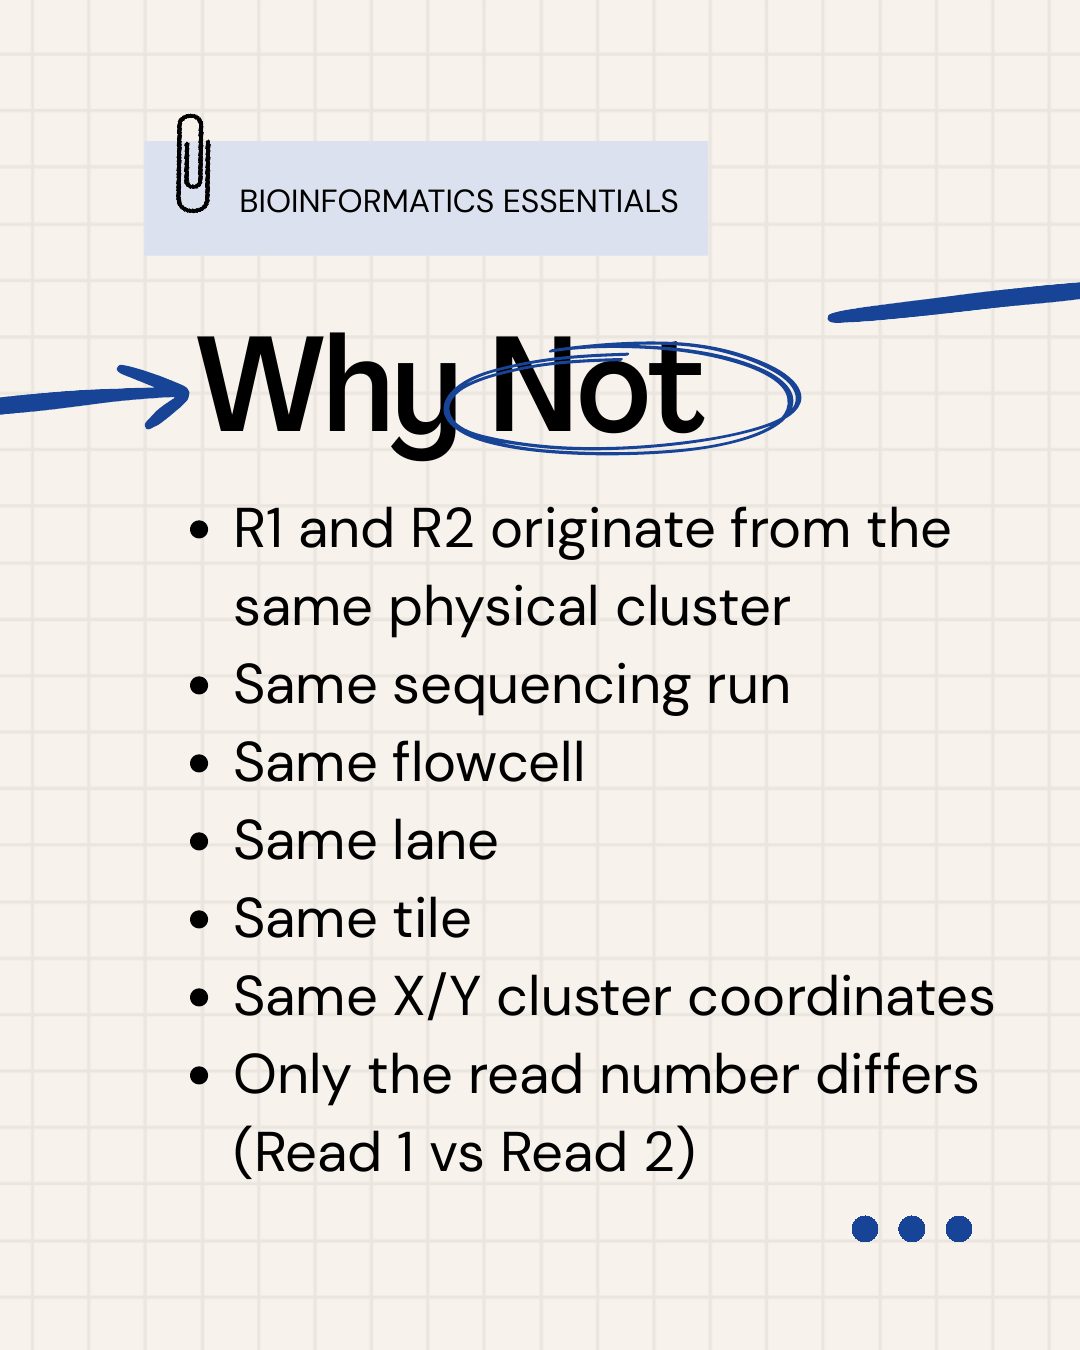 BIOINFORMATICS ESSENTIALS
Why Not
• R1 and R2 originate from the
same physical cluster
• Same sequencing run
• Same flowcell
• Same lane
• Same tile
• Same X/Y cluster coordinates
• Only the read number differs
(Read 1 vs Read 2)